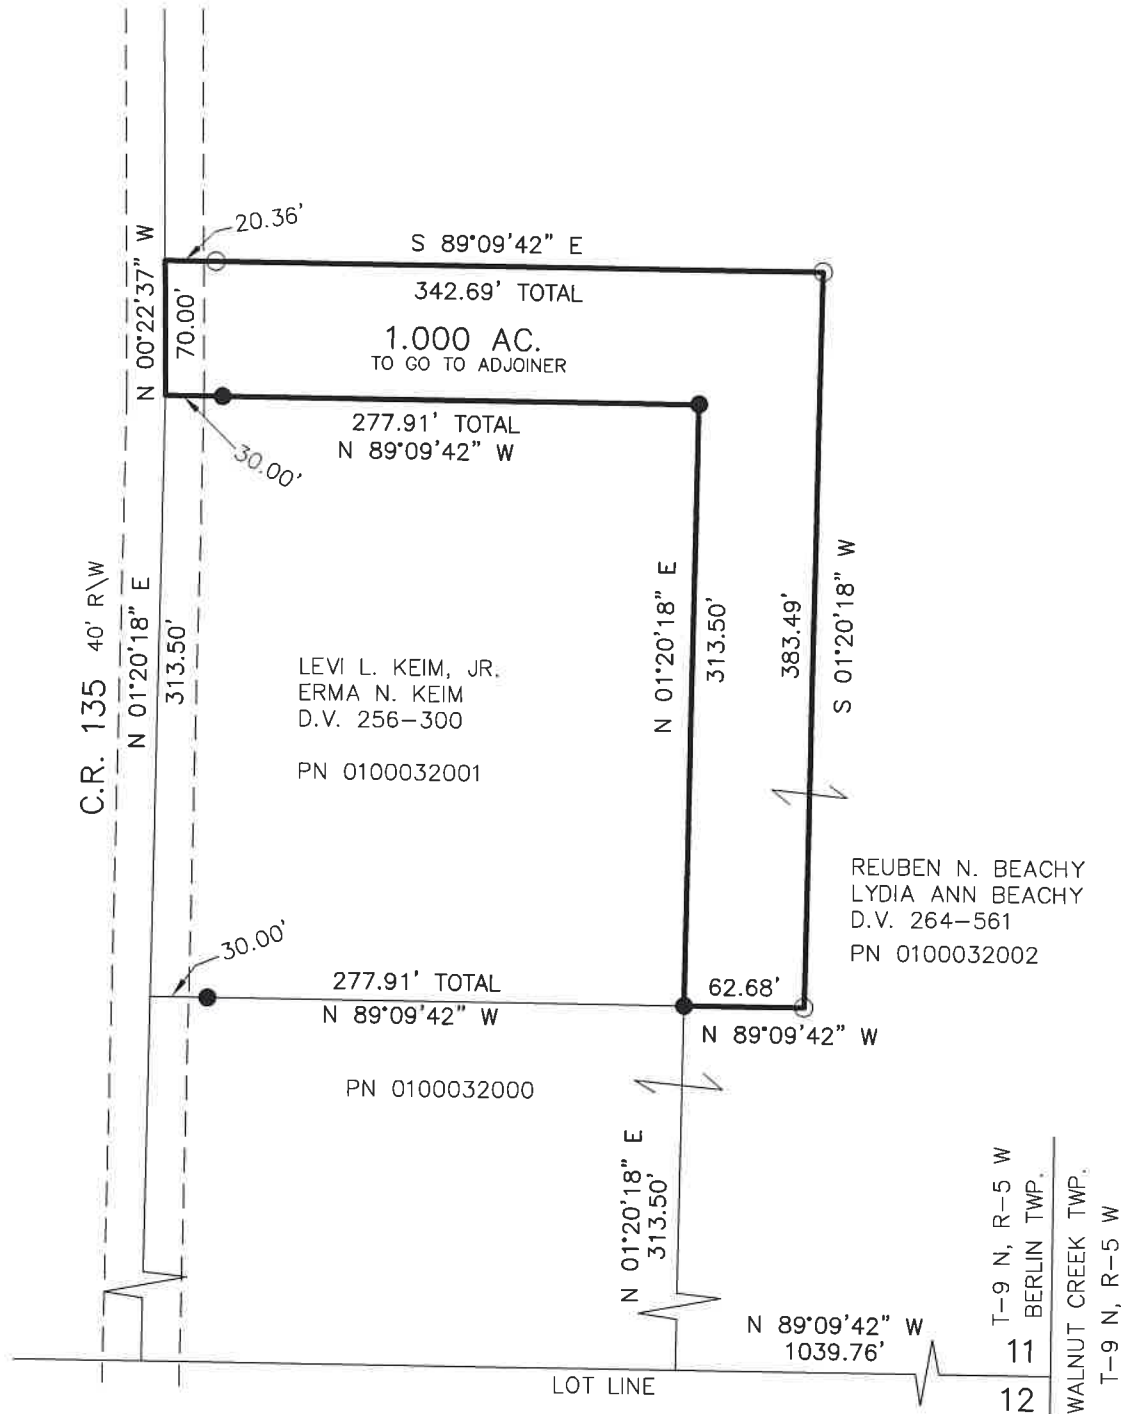 20.36'
S 89°09'42" E
342.69' TOTAL
N 00°22'37" W
70.00'
1.000 AC.
TO GO TO ADJOINER
277.91' TOTAL
N 89°09'42" W
30.00'
C.R. 135 40' R\W
N 01°20'18" E
313.50'
LEVI L. KEIM, JR.
ERMA N. KEIM
D.V. 256-300
PN 0100032001
N 01°20'18" E
313.50'
383.49'
S 01°20'18" W
REUBEN N. BEACHY
LYDIA ANN BEACHY
D.V. 264-561
PN 0100032002
30.00'
277.91' TOTAL
N 89°09'42" W
62.68'
N 89°09'42" W
PN 0100032000
N 01°20'18" E
313.50'
N 89°09'42" W
1039.76'
LOT LINE
T-9 N, R-5 W
BERLIN TWP.
11
12
WALNUT CREEK TWP.
T-9 N, R-5 W